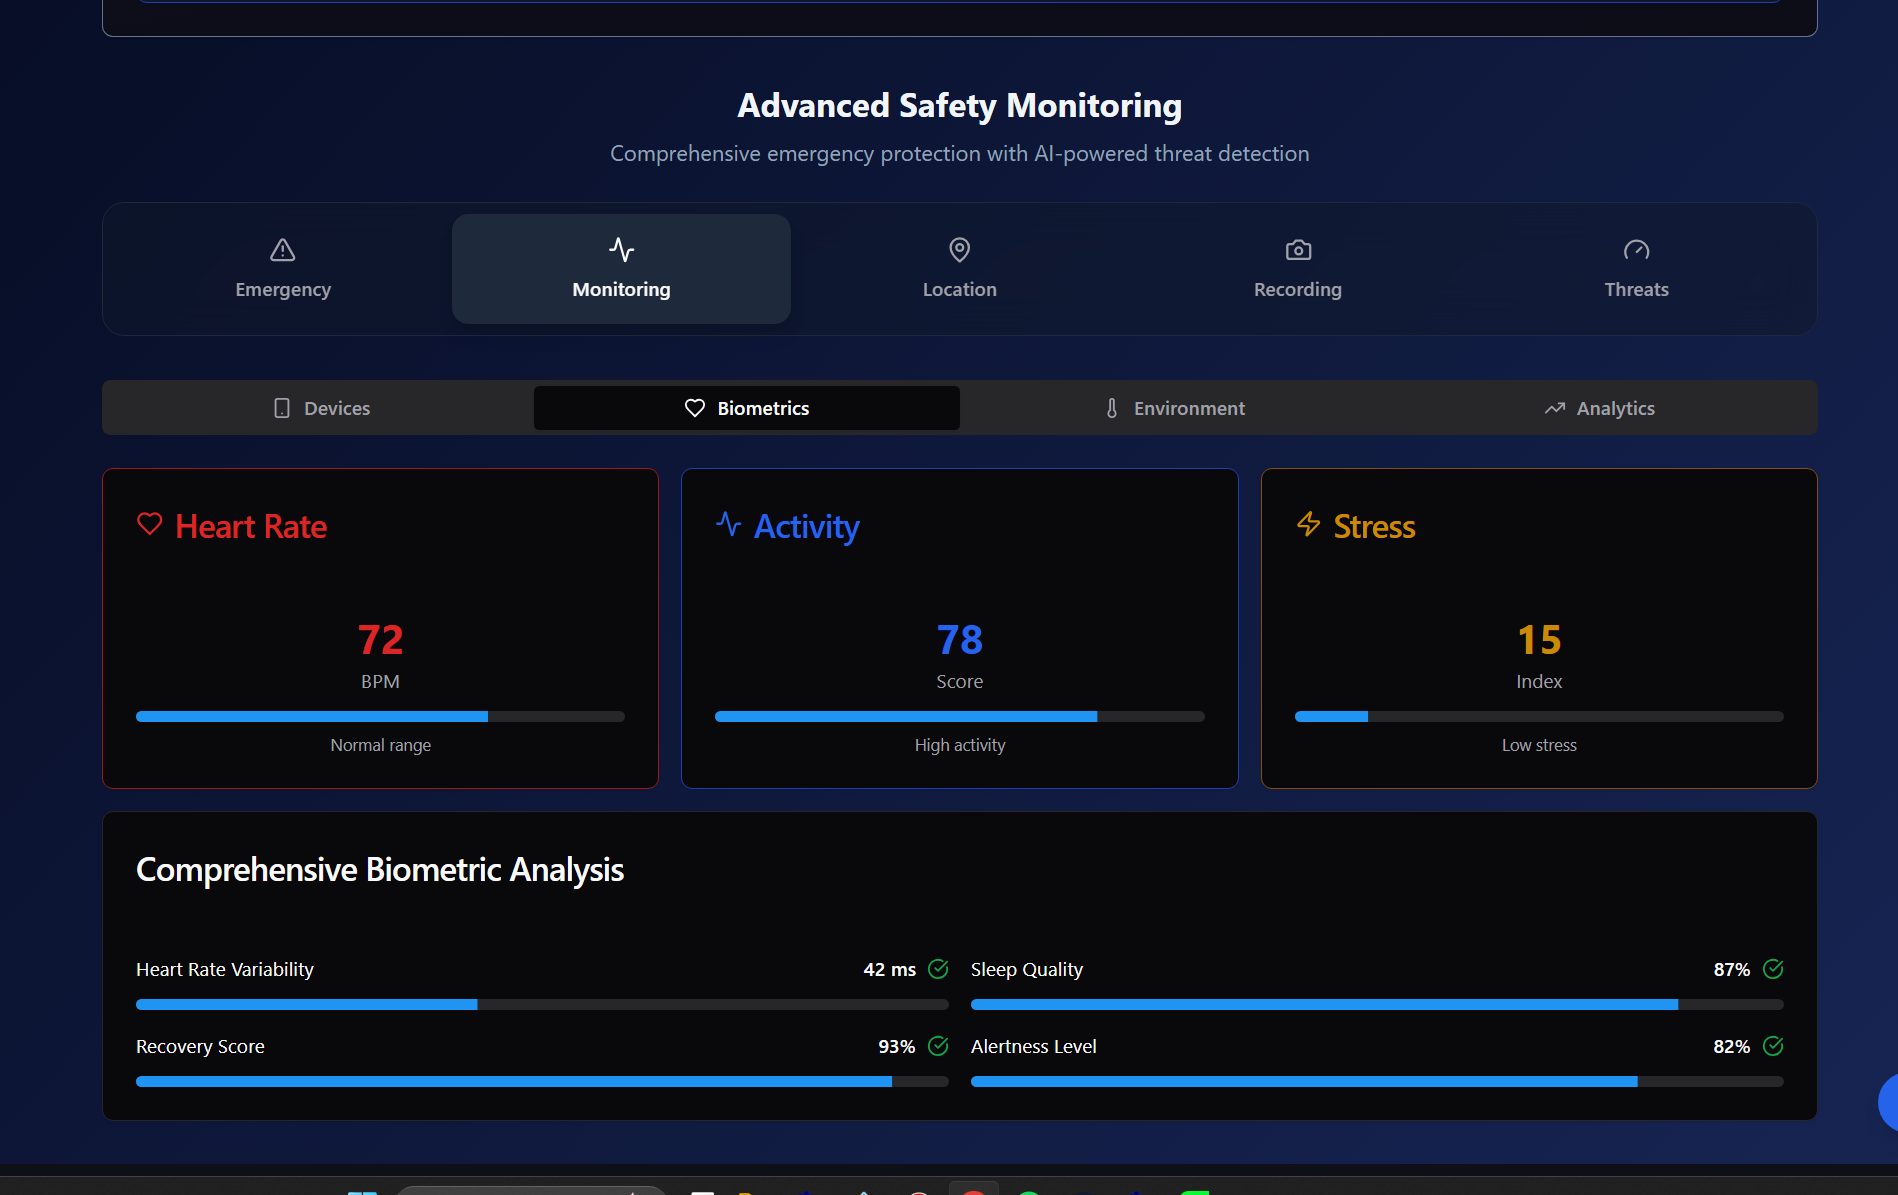 Advanced Safety Monitoring
Comprehensive emergency protection with AI-powered threat detection
Emergency
Monitoring
Location
Recording
Threats
Devices
Biometrics
Environment
Analytics
Heart Rate
72
BPM
Normal range
Activity
78
Score
High activity
Stress
15
Index
Low stress
Comprehensive Biometric Analysis
Heart Rate Variability 42 ms
Sleep Quality 87%
Recovery Score 93%
Alertness Level 82%